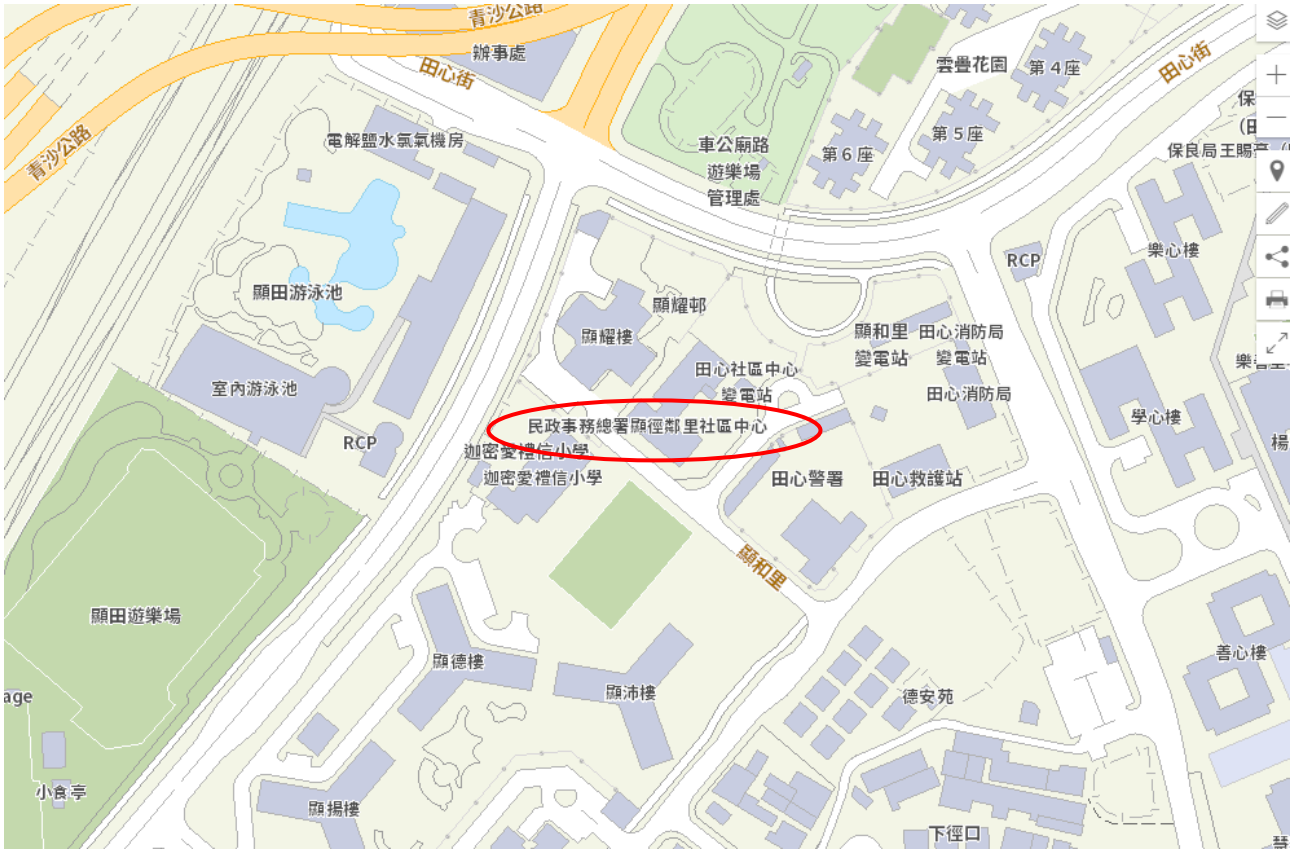 青沙公路
辦事處
田心街
雲疊花園
第 4 座
田心街
青沙公路
電解鹽水氯氣機房
車公廟路
遊樂場
管理處
第 6 座
第 5 座
保良局王賜豪
樂心樓
RCP
顯田游泳池
顯耀邨
顯耀樓
顯和里
變電站
田心消防局
變電站
田心社區中心
變電站
室內游泳池
田心消防局
學心樓
民政事務總署顯徑鄰里社區中心
RCP
迦密愛禮信小學
迦密愛禮信小學
田心警署
田心救護站
楊
顯和里
顯田遊樂場
顯德樓
顯沛樓
善心樓
德安苑
age
小食亭
顯揚樓
下徑口